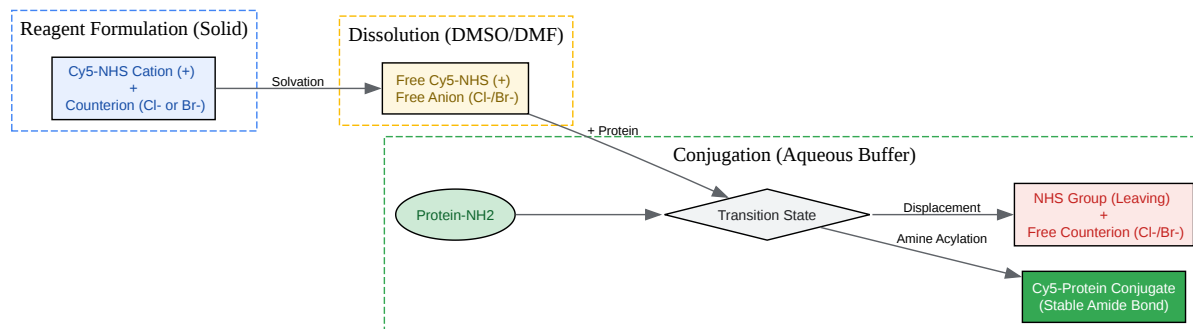 Reagent Formulation (Solid)
Cy5-NHS Cation (+)
+
Counterion (Cl- or Br-)
Solvation
Dissolution (DMSO/DMF)
Free Cy5-NHS (+)
Free Anion (Cl-/Br-)
+ Protein
Conjugation (Aqueous Buffer)
Protein-NH2
Transition State
Displacement
NHS Group (Leaving)
+
Free Counterion (Cl-/Br-)
Amine Acylation
Cy5-Protein Conjugate
(Stable Amide Bond)